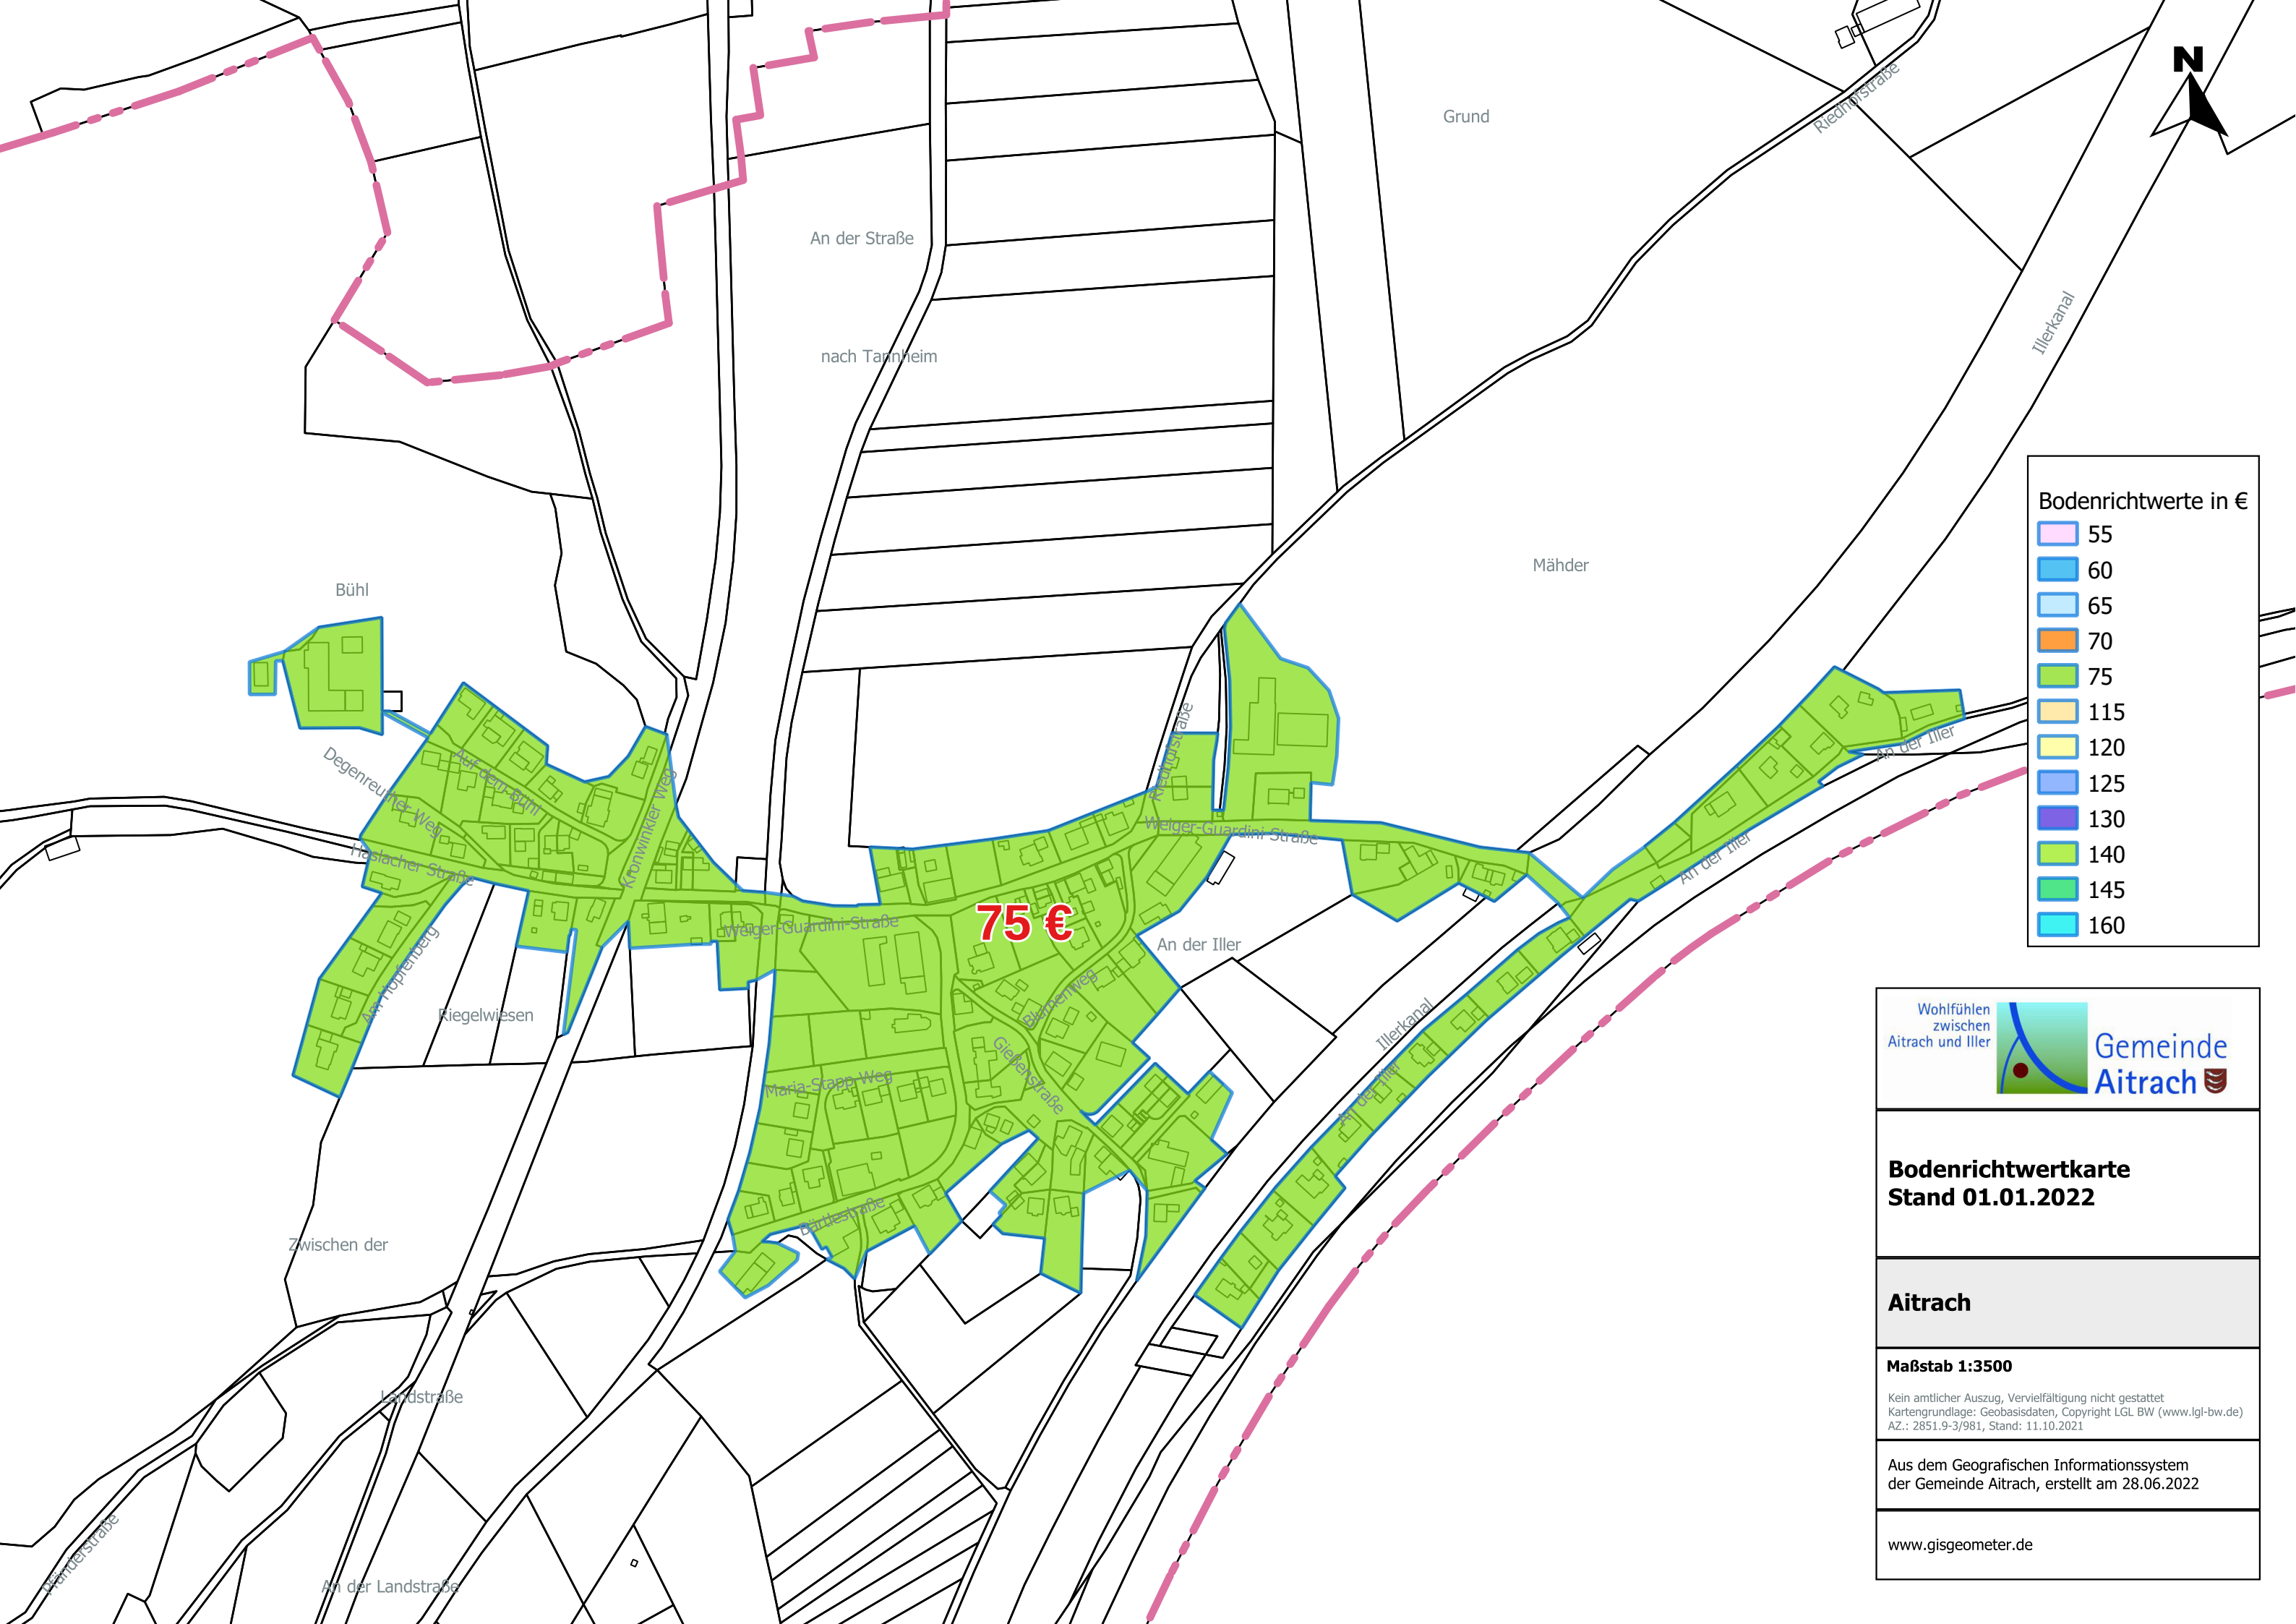 N
Riedhofstraße
Grund
An der Straße
nach Tannheim
Illerkanal
Mähder
Bühl
Degenreuther Weg
Auf dem Bühl
Haslacher Straße
Kronwinkler Weg
Am Hopfenberg
Riegelwiesen
Riedhofstraße
Weiger-Guardini-Straße
Weiger-Guardini-Straße
75 €
An der Iller
Blumenweg
Gießenstraße
Maria-Stapp-Weg
Bärtlestraße
An der Iller
An der Iller
Illerkanal
An der Iller
Zwischen der
Landstraße
Pfänderstraße
An der Landstraße
Bodenrichtwerte in €
55
60
65
70
75
115
120
125
130
140
145
160
Wohlfühlen
zwischen
Aitrach und Iller
Gemeinde
Aitrach
Bodenrichtwertkarte
Stand 01.01.2022
Aitrach
Maßstab 1:3500
Kein amtlicher Auszug, Vervielfältigung nicht gestattet
Kartengrundlage: Geobasisdaten, Copyright LGL BW (www.lgl-bw.de)
AZ.: 2851.9-3/981, Stand: 11.10.2021
Aus dem Geografischen Informationssystem
der Gemeinde Aitrach, erstellt am 28.06.2022
www.gisgeometer.de